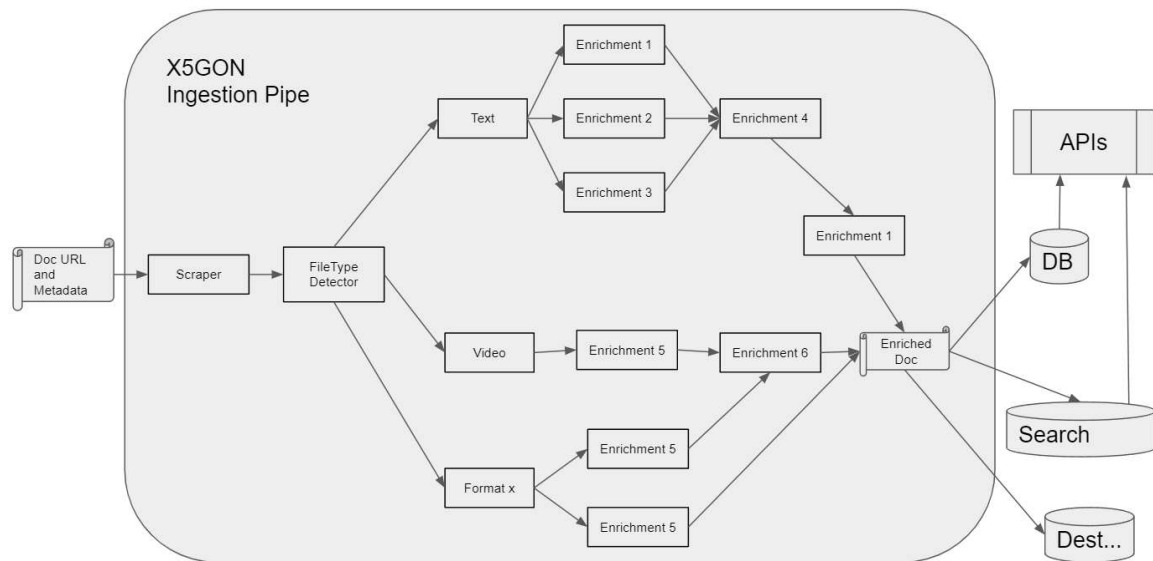 X5GON
Ingestion Pipe
Enrichment 1
Text
Enrichment 2
Enrichment 4
APIs
Enrichment 3
Enrichment 1
Doc URL
and
Metadata
Scraper
FileType
Detector
DB
Video
Enrichment 5
Enrichment 6
Enriched
Doc
Search
Enrichment 5
Format x
Enrichment 5
Dest...